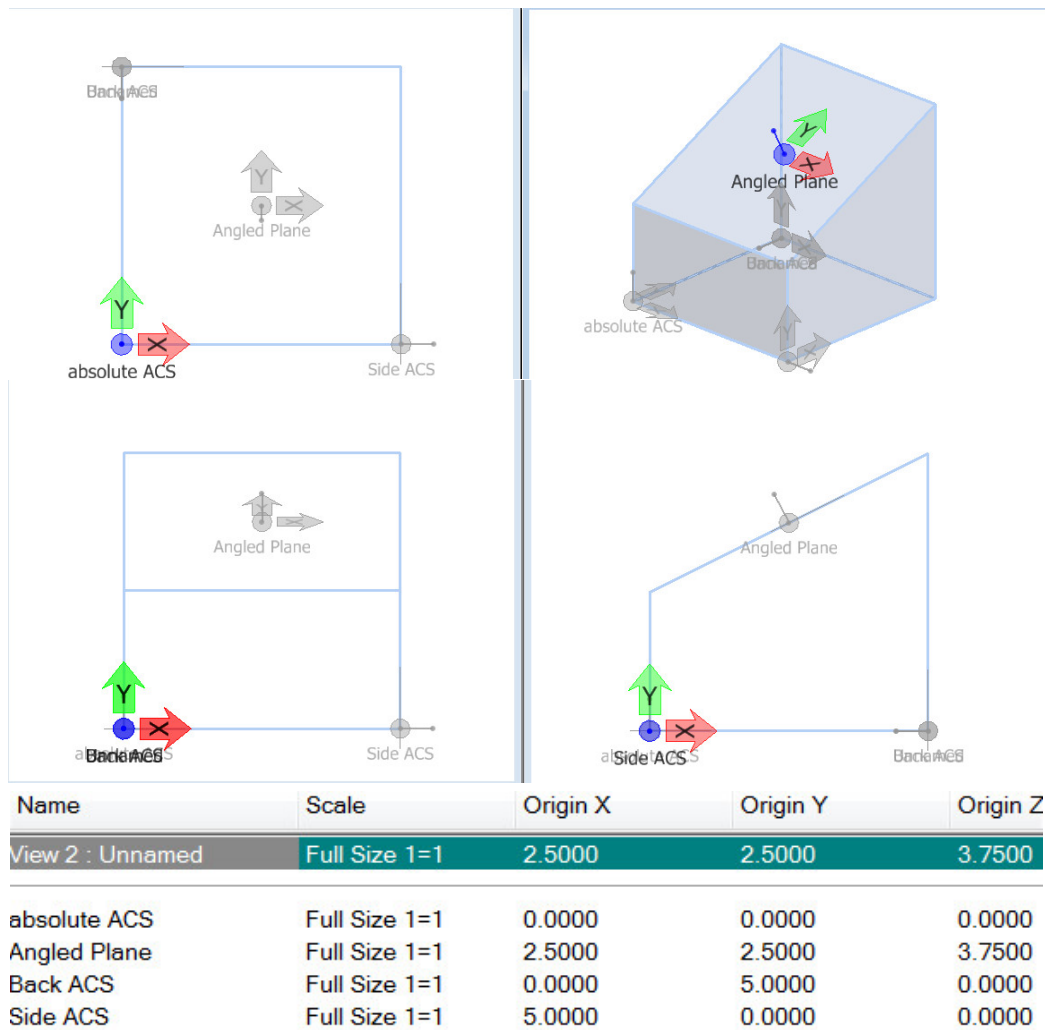 Y
X
Angled Plane
Y
X
absolute ACS
Side ACS
Y
X
Angled Plane
absolute ACS
Y
X
Angled Plane
Y
X
Side ACS
Angled Plane
Y
X
Side ACS
Name Scale Origin X Origin Y Origin Z
View 2 : Unnamed Full Size 1=1 2.5000 2.5000 3.7500
absolute ACS Full Size 1=1 0.0000 0.0000 0.0000
Angled Plane Full Size 1=1 2.5000 2.5000 3.7500
Back ACS Full Size 1=1 0.0000 5.0000 0.0000
Side ACS Full Size 1=1 5.0000 0.0000 0.0000